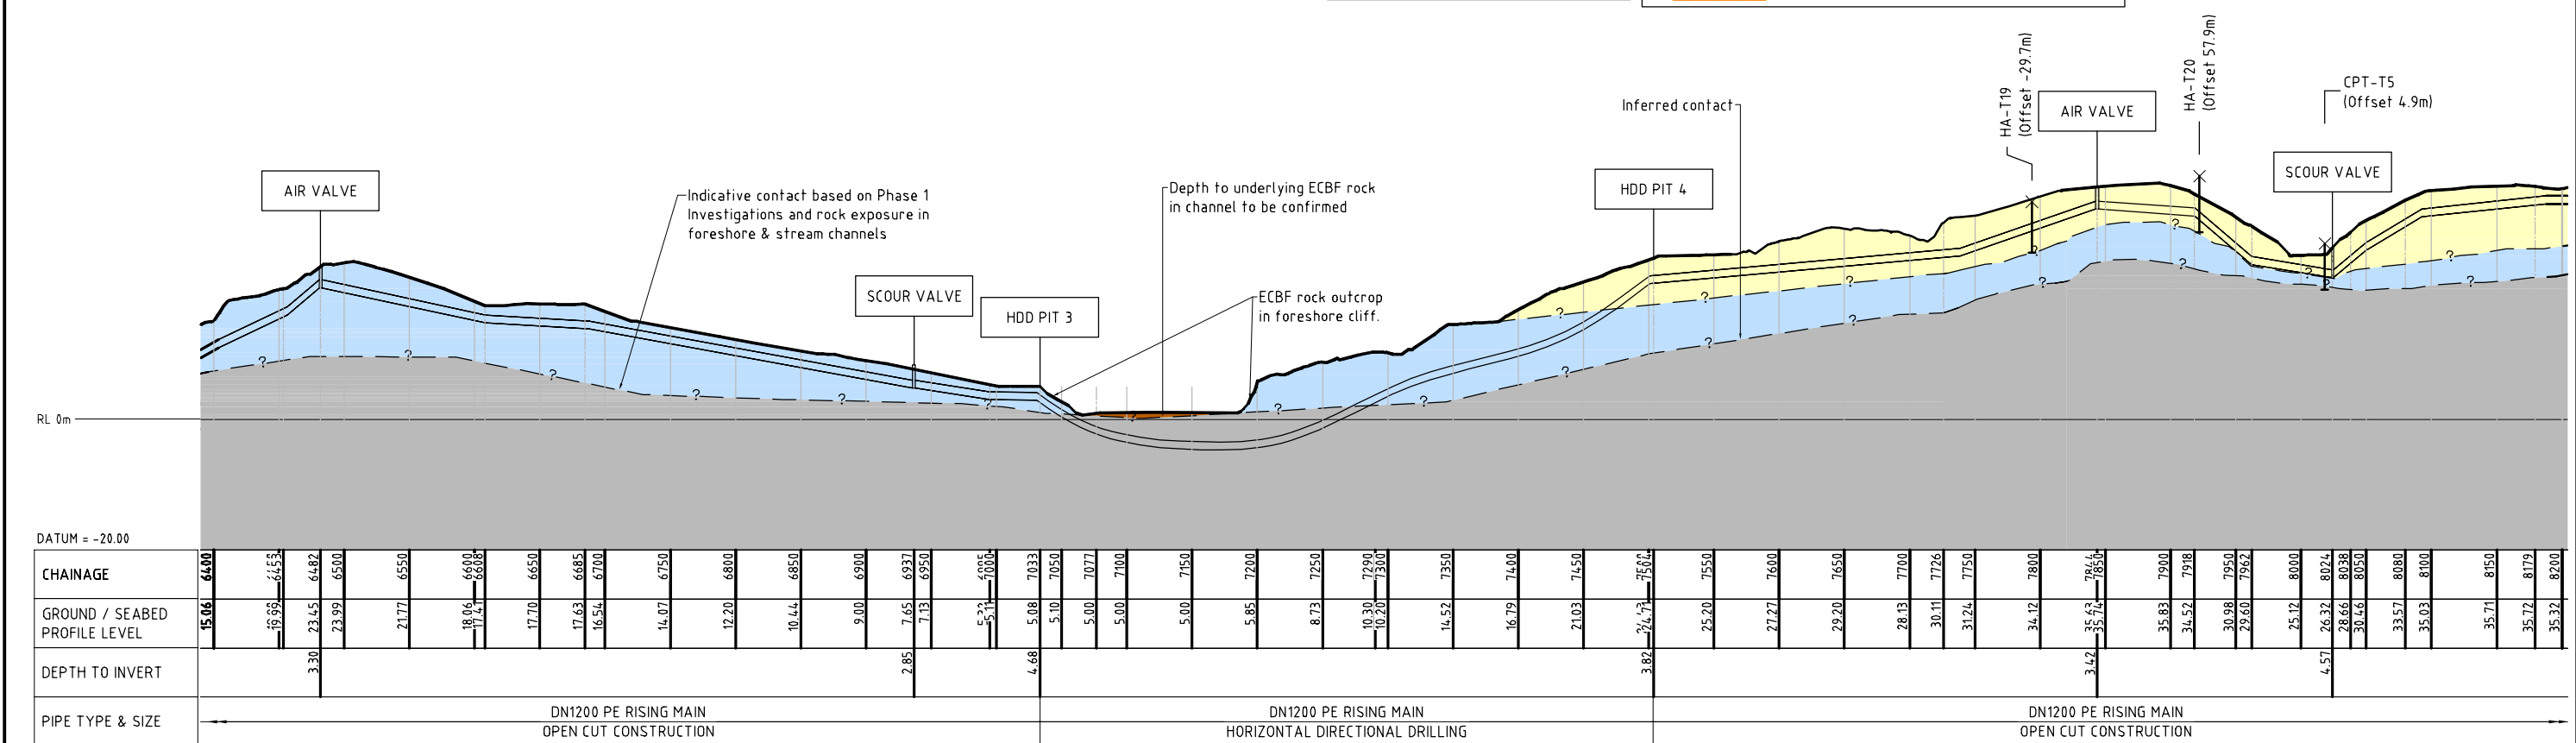 HA-T19
(Offset -29.7m)
HA-T20
(Offset 57.9m)
CPT-T5
(Offset 4.9m)
Inferred contact
AIR VALVE
AIR VALVE
SCOUR VALVE
HDD PIT 4
Indicative contact based on Phase 1
Investigations and rock exposure in
foreshore & stream channels
Depth to underlying ECBF rock
in channel to be confirmed
SCOUR VALVE
HDD PIT 3
ECBF rock outcrop
in foreshore cliff.
? ? ? ? ? ? ? ? ? ? ? ? ? ? ? ? ? ? ? ? ? ? ? ? ? ?
RL 0m
DATUM = -20.00
CHAINAGE 6400 6453 6482 6500 6550 6600 6608 6650 6685 6700 6750 6800 6850 6900 6937 6950 7000 7033 7050 7077 7100 7150 7200 7250 7290 7300 7350 7400 7450 7504 7550 7600 7650 7700 7726 7750 7800 7844 7850 7900 7918 7950 7962 8000 8024 8038 8050 8080 8100 8150 8179 8200
GROUND / SEABED
PROFILE LEVEL 15.06 19.99 23.45 23.99 21.77 18.06 17.41 17.70 17.63 16.54 14.07 12.20 10.44 9.00 7.65 7.13 5.11 5.08 5.10 5.00 5.00 5.00 5.85 8.73 10.30 10.20 14.52 16.79 21.03 24.71 25.20 27.27 29.20 28.13 30.11 31.24 34.12 35.74 35.83 34.52 30.98 29.60 25.12 26.32 28.66 30.46 33.57 35.03 35.71 35.72 35.32
DEPTH TO INVERT 3.30 2.85 4.68 3.82 3.42 4.57
PIPE TYPE & SIZE
DN1200 PE RISING MAIN
OPEN CUT CONSTRUCTION
DN1200 PE RISING MAIN
HORIZONTAL DIRECTIONAL DRILLING
DN1200 PE RISING MAIN
OPEN CUT CONSTRUCTION